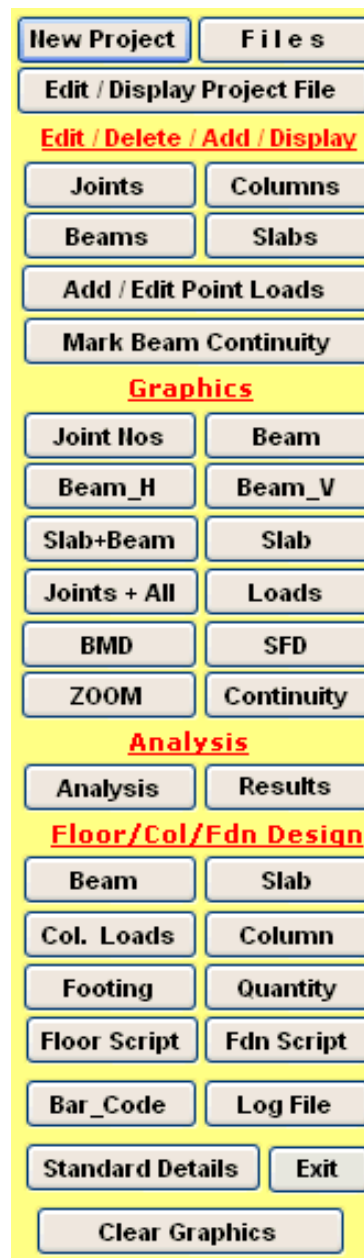 New Project Files
Edit / Display Project File
Edit / Delete / Add / Display
Joints Columns
Beams Slabs
Add / Edit Point Loads
Mark Beam Continuity
Graphics
Joint Nos Beam
Beam_H Beam_V
Slab+Beam Slab
Joints + All Loads
BMD SFD
ZOOM Continuity
Analysis
Analysis Results
Floor/Col/Fdn Design
Beam Slab
Col. Loads Column
Footing Quantity
Floor Script Fdn Script
Bar_Code Log File
Standard Details Exit
Clear Graphics